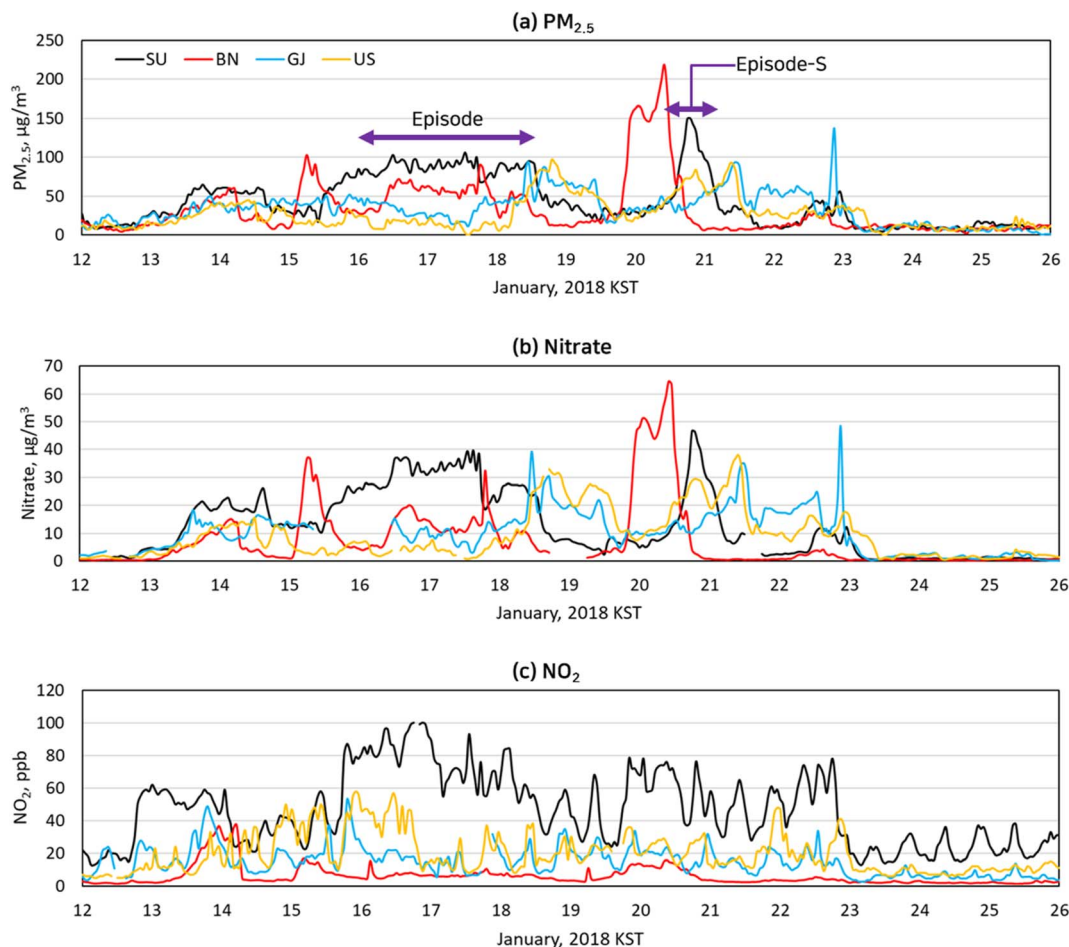 (a) PM2.5
250
200
150
100
50
0
PM2.5, µg/m³
SU BN GJ US
Episode
Episode-S
12 13 14 15 16 17 18 19 20 21 22 23 24 25 26
January, 2018 KST
(b) Nitrate
70
60
50
40
30
20
10
0
Nitrate, µg/m³
12 13 14 15 16 17 18 19 20 21 22 23 24 25 26
January, 2018 KST
(c) NO2
120
100
80
60
40
20
0
NO2, ppb
12 13 14 15 16 17 18 19 20 21 22 23 24 25 26
January, 2018 KST